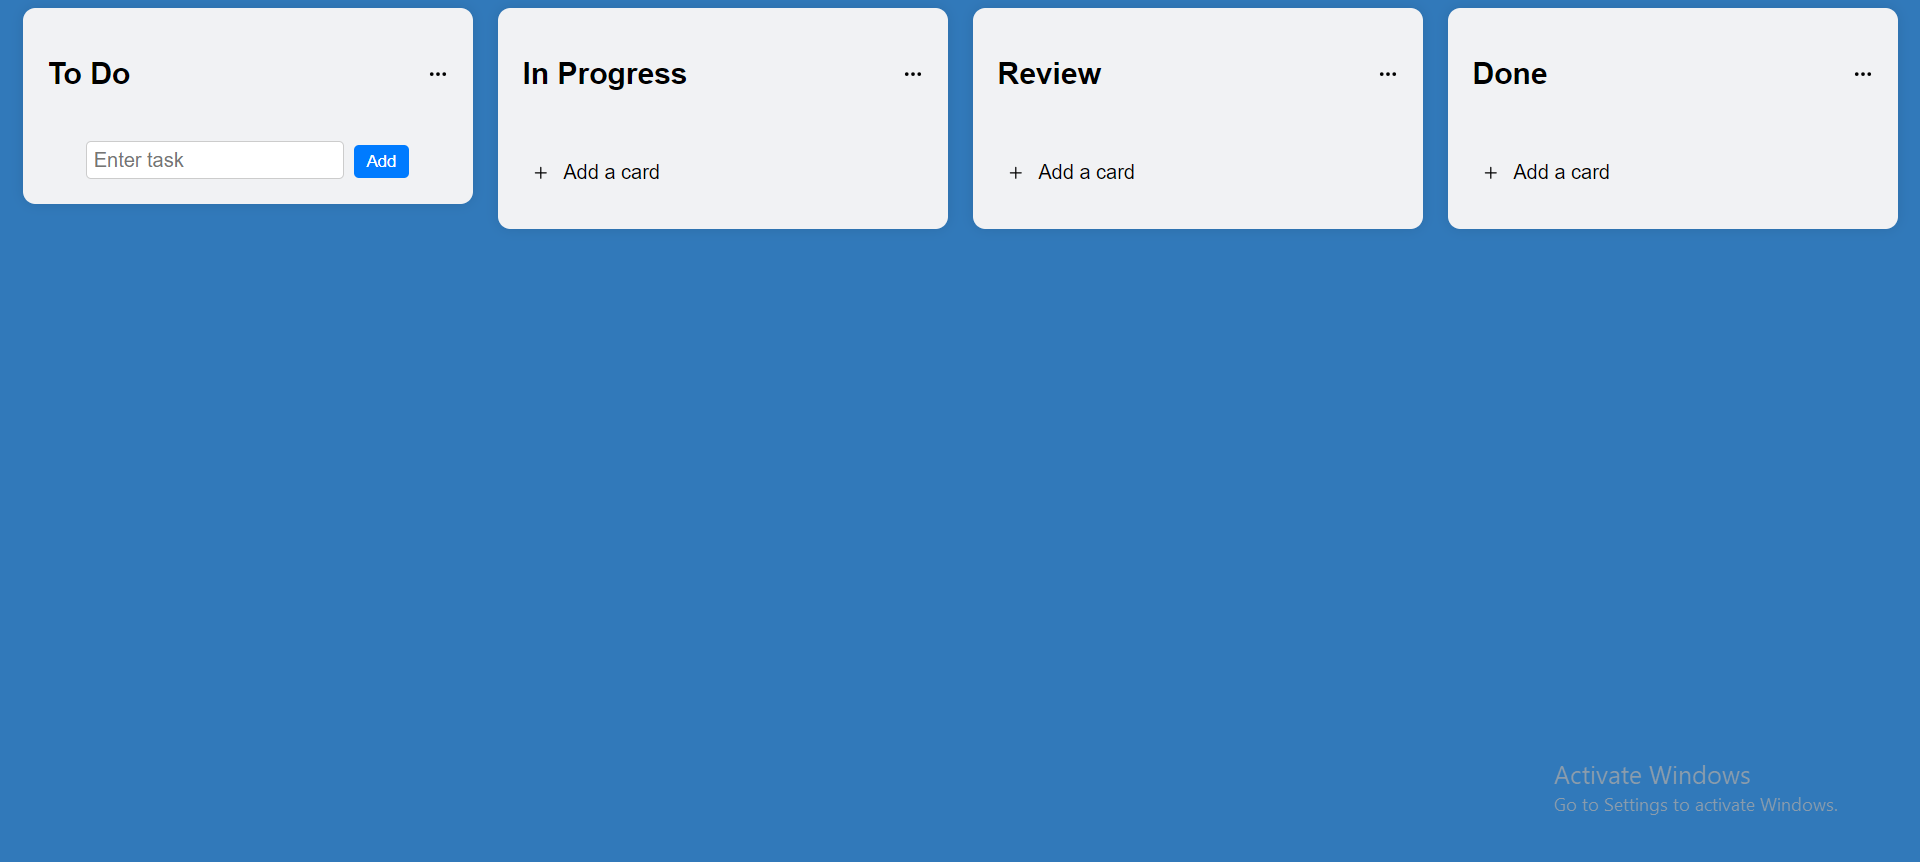 To Do
...
Enter task
Add
In Progress
...
+ Add a card
Review
...
+ Add a card
Done
...
+ Add a card
Activate Windows
Go to Settings to activate Windows.